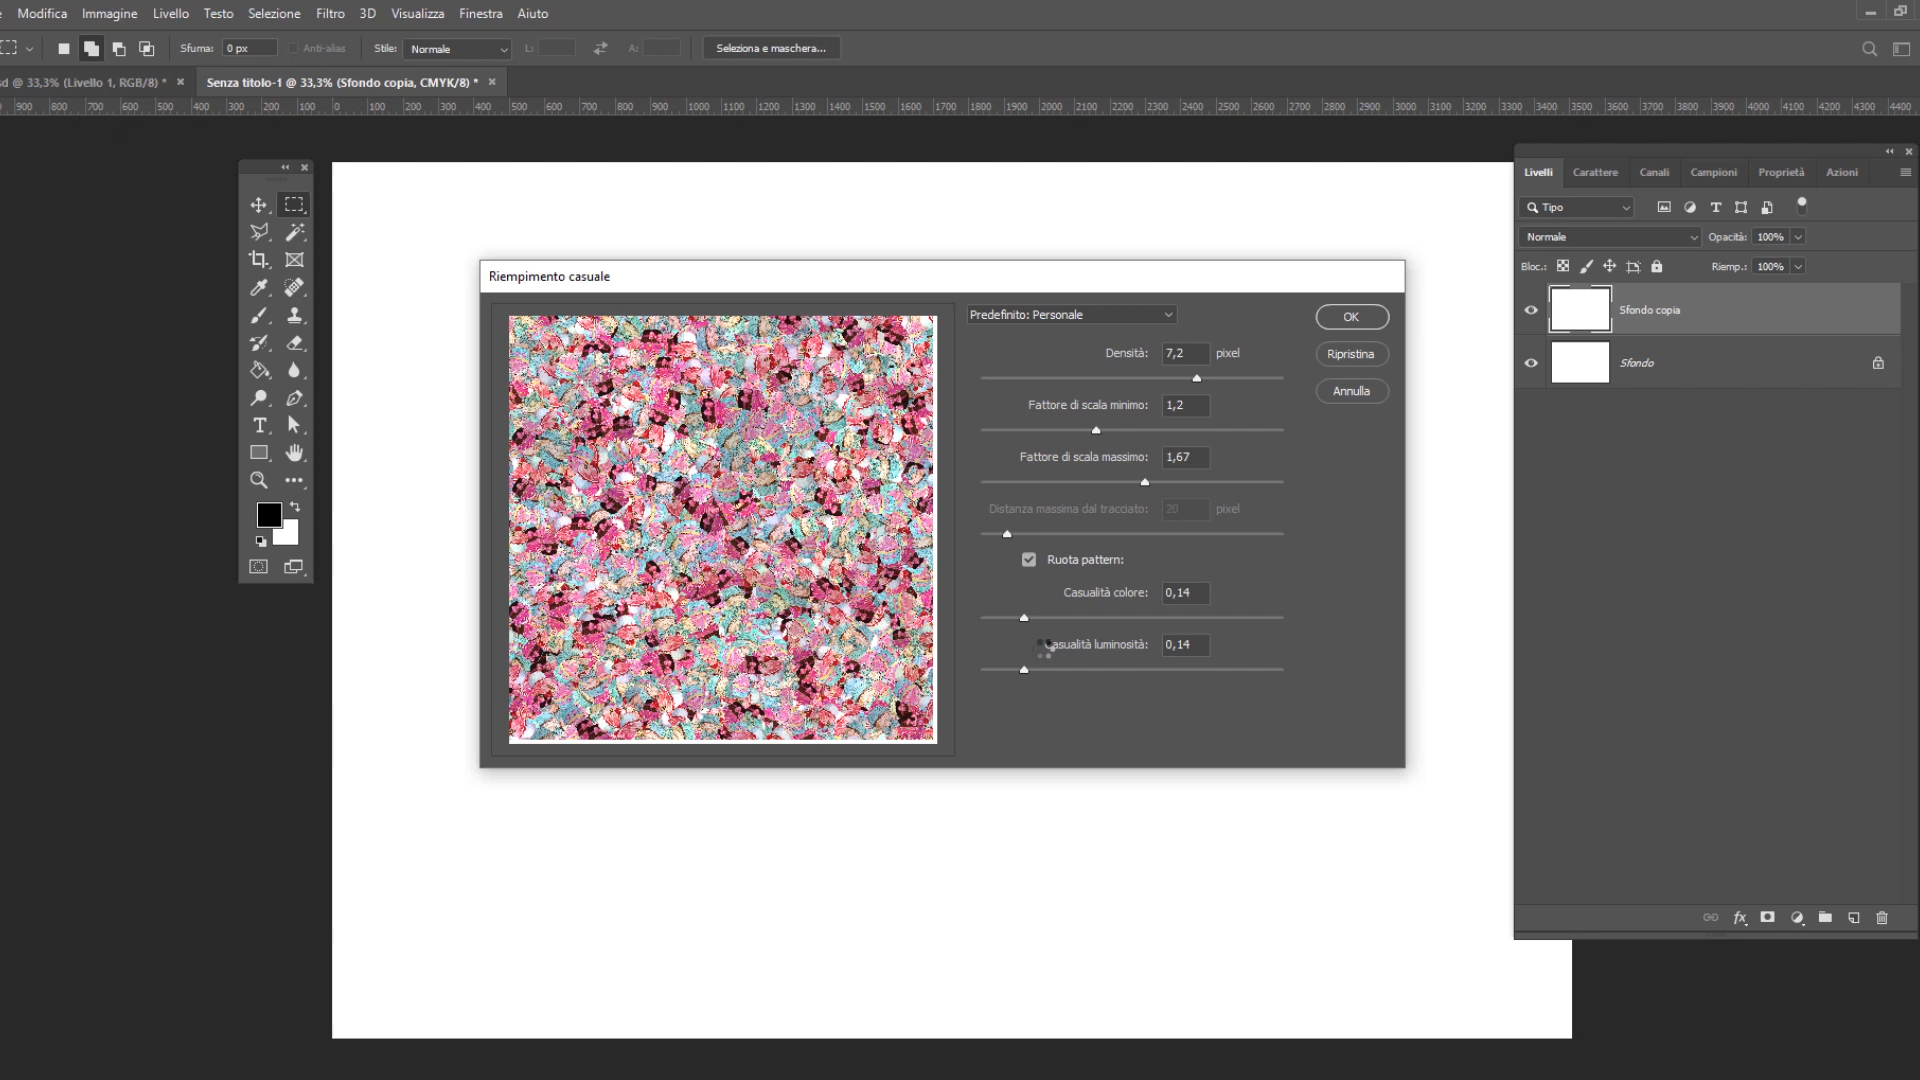 Modifica Immagine Livello Testo Selezione Filtro 3D Visualizza Finestra Aiuto
Sfuma: 0 px Anti-alias Stile: Normale L: A: Seleziona e maschera...
sd @ 33,3% (Livello 1, RGB/8) * × Senza titolo-1 @ 33,3% (Sfondo copia, CMYK/8) * ×
900 800 700 600 500 400 300 200 100 0 100 200 300 400 500 600 700 800 900 1000 1100 1200 1300 1400 1500 1600 1700 1800 1900 2000 2100 2200 2300 2400 2500 2600 2700 2800 2900 3000 3100 3200 3300 3400 3500 3600 3700 3800 3900 4000 4100 4200 4300 4400
Livelli Carattere Canali Campioni Proprietà Azioni
Tipo
Normale Opacità: 100%
Bloc.: Riemp.: 100%
Sfondo copia
Sfondo
Riempimento casuale
Predefinito: Personale
OK
Ripristina
Annulla
Densità: 7,2 pixel
Fattore di scala minimo: 1,2
Fattore di scala massimo: 1,67
Distanza massima dal tracciato: 20 pixel
Ruota pattern:
Casualità colore: 0,14
Casualità luminosità: 0,14